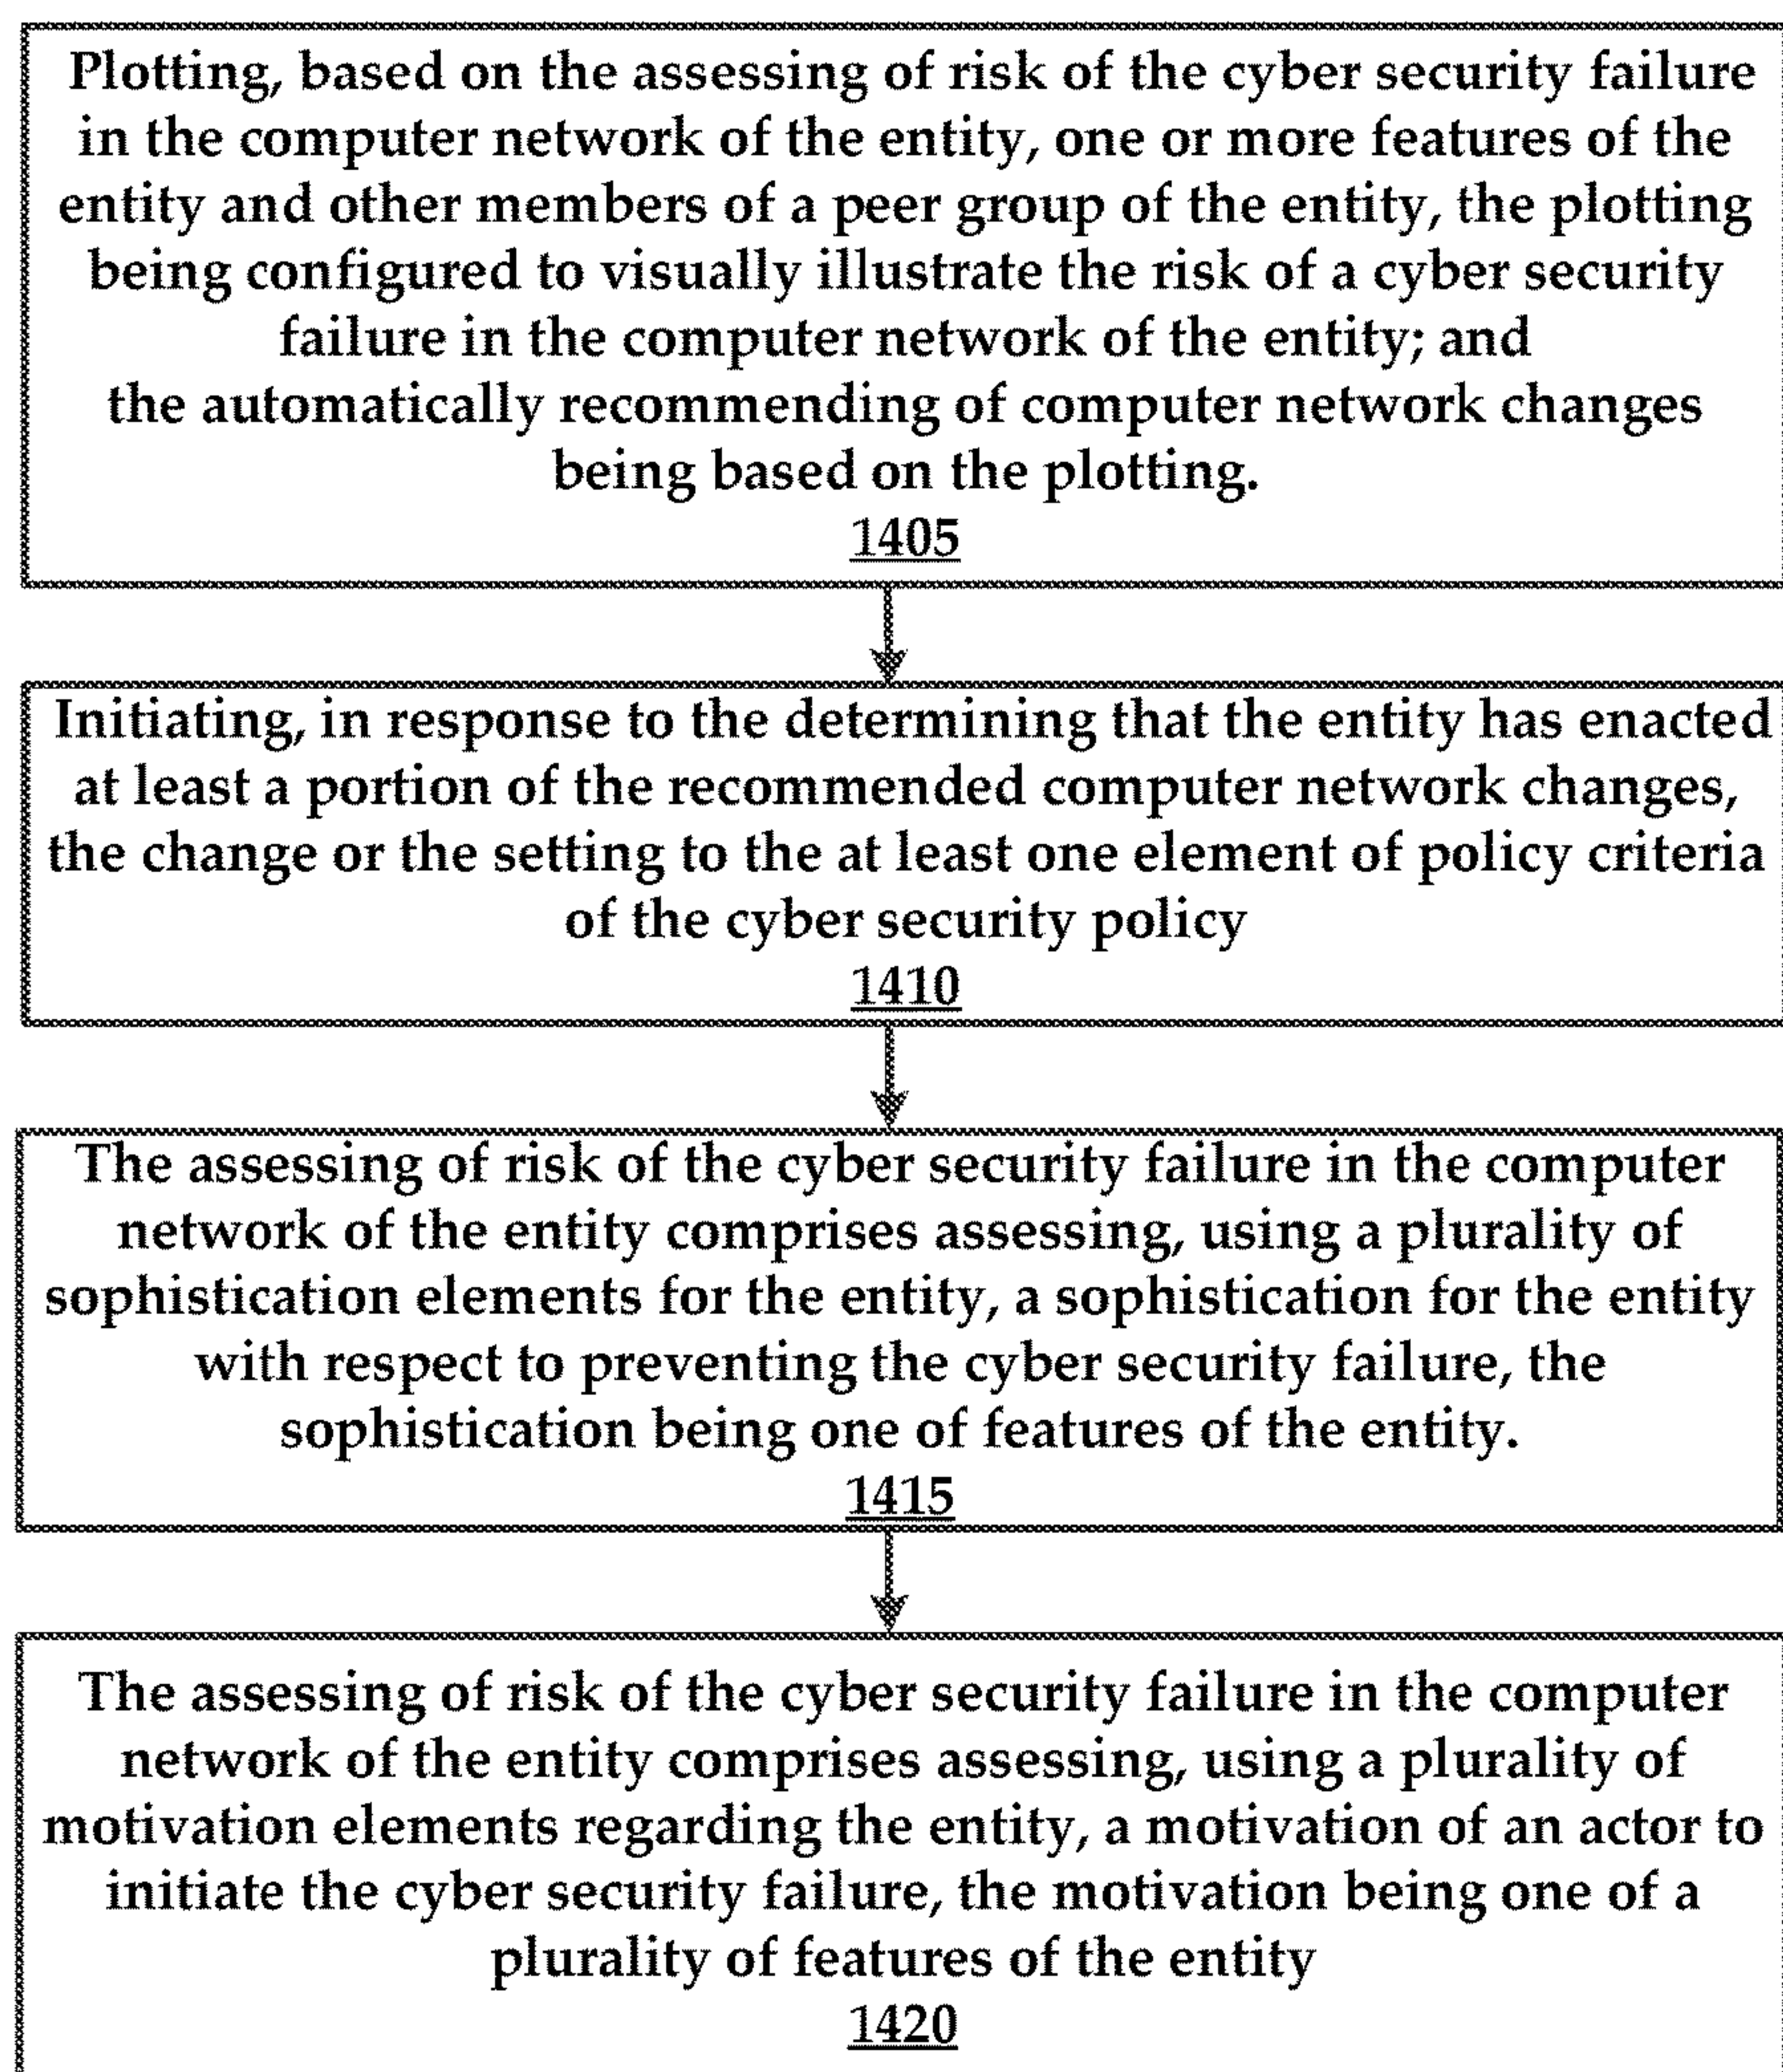 Plotting, based on the assessing of risk of the cyber security failure
in the computer network of the entity, one or more features of the
entity and other members of a peer group of the entity, the plotting
being configured to visually illustrate the risk of a cyber security
failure in the computer network of the entity; and
the automatically recommending of computer network changes
being based on the plotting.
1405
Initiating, in response to the determining that the entity has enacted
at least a portion of the recommended computer network changes,
the change or the setting to the at least one element of policy criteria
of the cyber security policy
1410
The assessing of risk of the cyber security failure in the computer
network of the entity comprises assessing, using a plurality of
sophistication elements for the entity, a sophistication for the entity
with respect to preventing the cyber security failure, the
sophistication being one of features of the entity.
1415
The assessing of risk of the cyber security failure in the computer
network of the entity comprises assessing, using a plurality of
motivation elements regarding the entity, a motivation of an actor to
initiate the cyber security failure, the motivation being one of a
plurality of features of the entity
1420